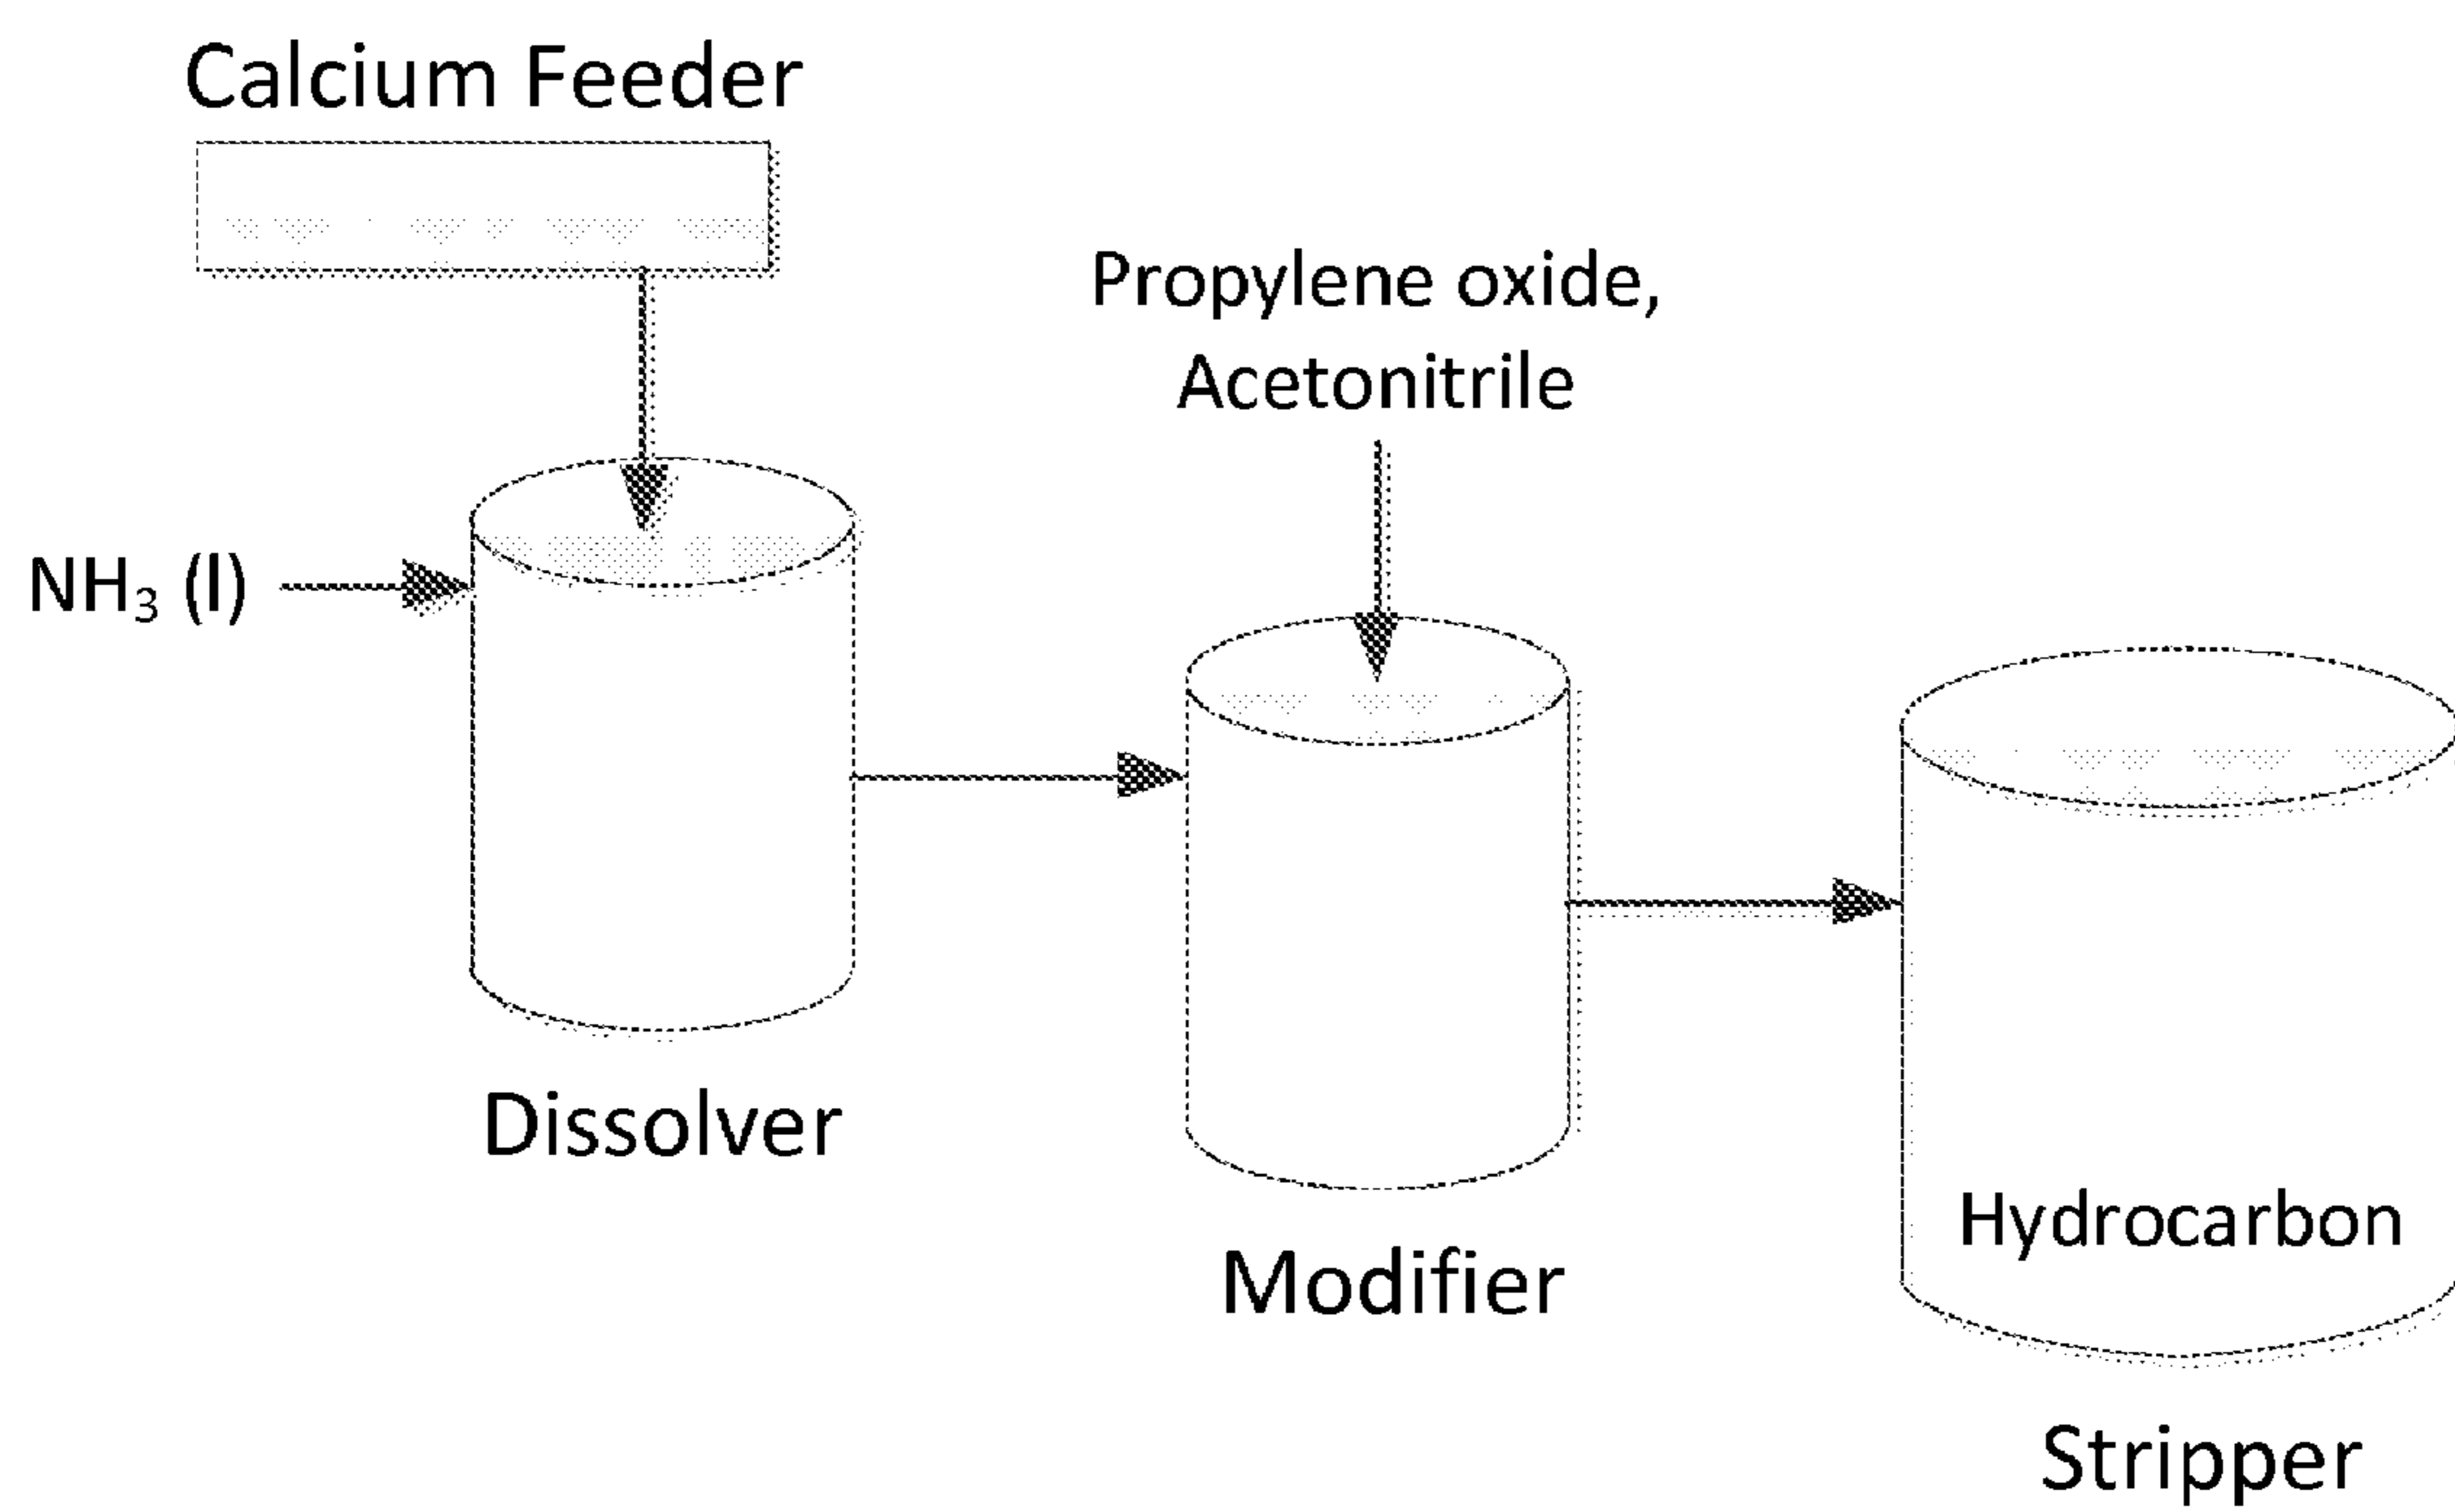 Calcium Feeder
Propylene oxide,
Acetonitrile
NH₃ (l)
Dissolver
Modifier
Hydrocarbon
Stripper